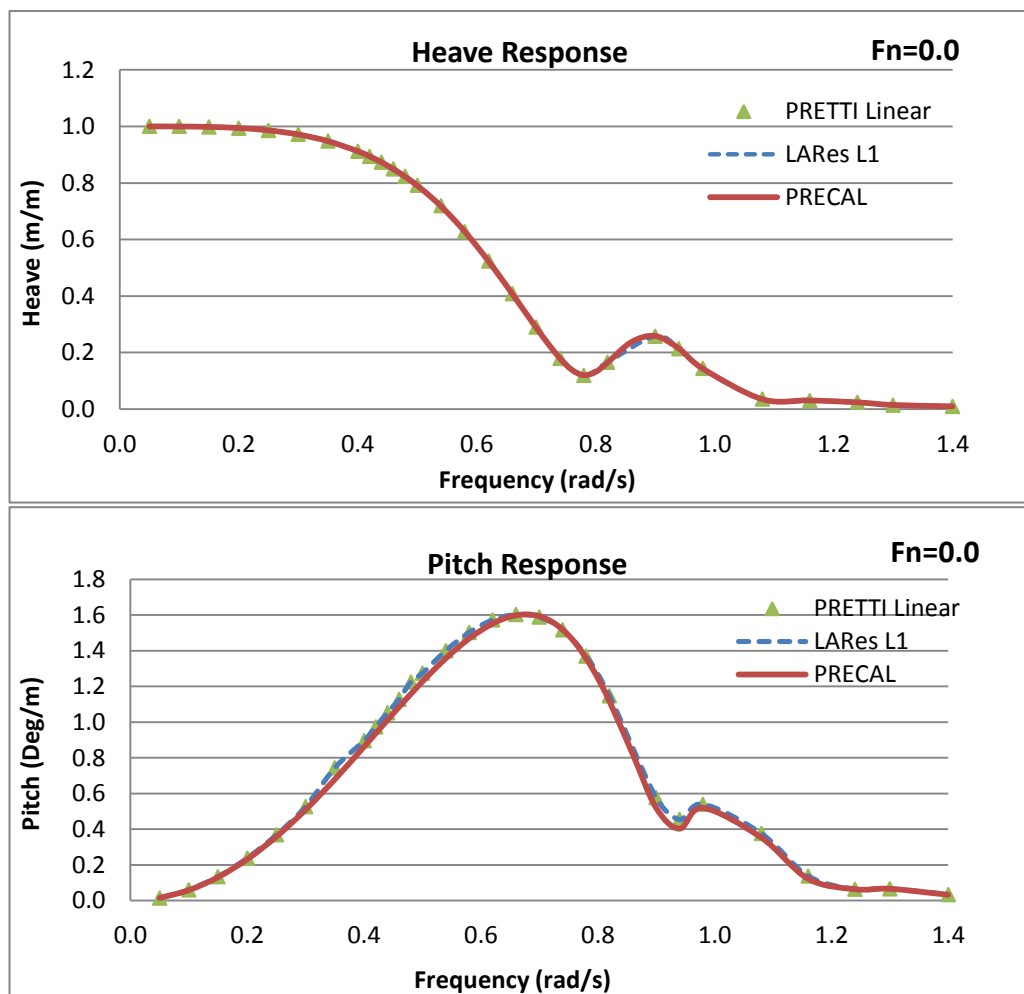 Heave Response
Fn=0.0
1.2
1.0
0.8
0.6
0.4
0.2
0.0
Heave (m/m)
PRETTI Linear
LARes L1
PRECAL
0.0 0.2 0.4 0.6 0.8 1.0 1.2 1.4
Frequency (rad/s)
Pitch Response
Fn=0.0
1.8
1.6
1.4
1.2
1.0
0.8
0.6
0.4
0.2
0.0
Pitch (Deg/m)
PRETTI Linear
LARes L1
PRECAL
0.0 0.2 0.4 0.6 0.8 1.0 1.2 1.4
Frequency (rad/s)